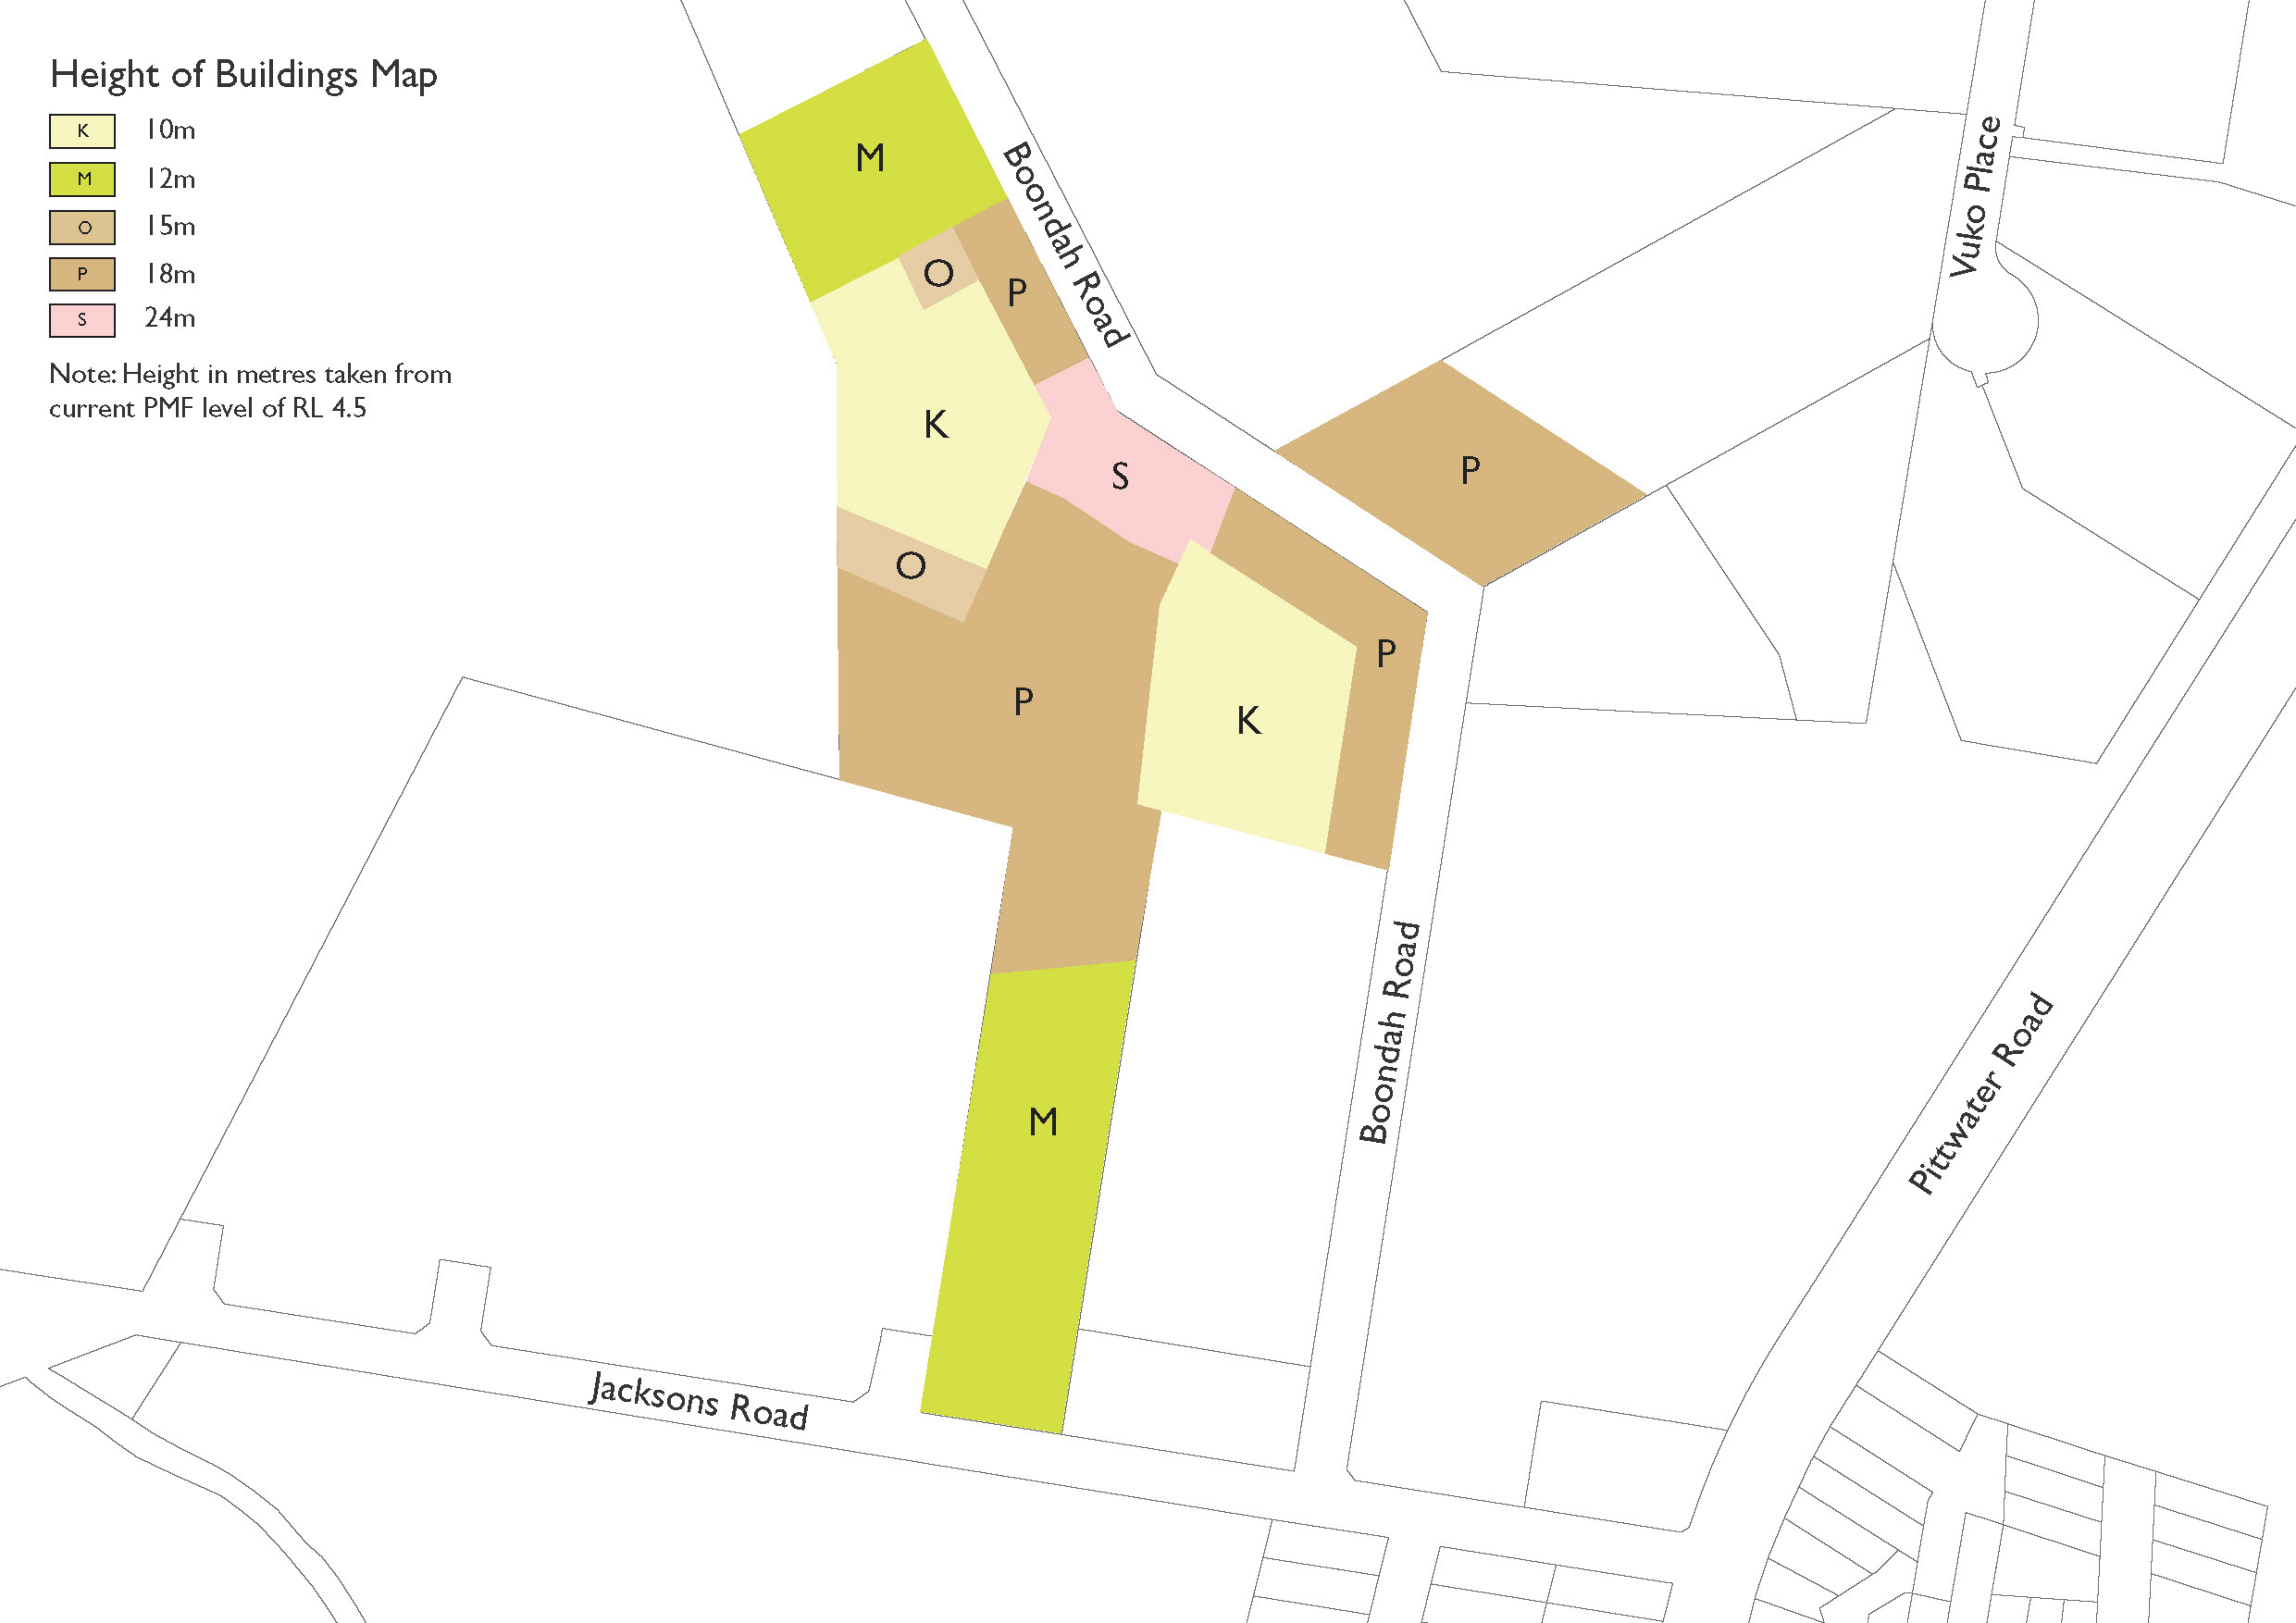 Height of Buildings Map
K 10m
M 12m
O 15m
P 18m
S 24m
Note: Height in metres taken from
current PMF level of RL 4.5
M
Boondah Road
Vuko Place
O
P
K
S
P
O
P
P
K
M
Boondah Road
Pittwater Road
Jacksons Road